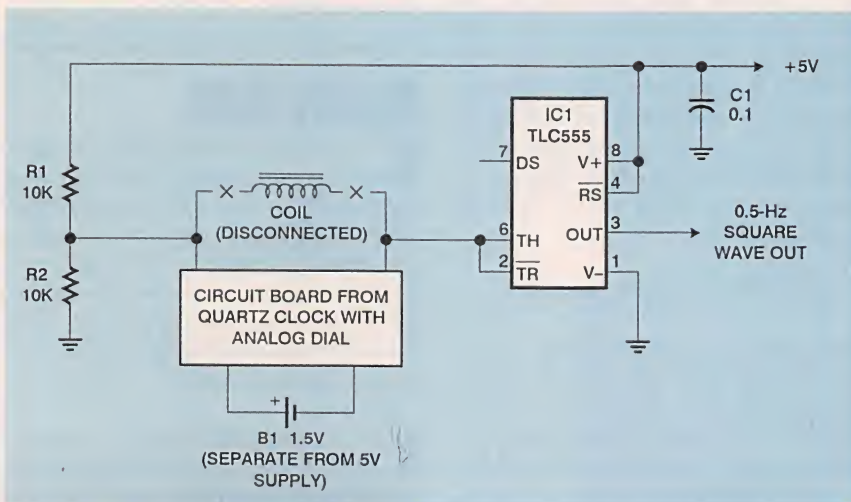 +5V
C1
0.1
IC1
TLC555
7
DS
V+
8
RS
4
R1
10K
COIL
(DISCONNECTED)
6
TH
OUT
3
0.5-Hz
SQUARE
WAVE OUT
2
TR
V–
1
R2
10K
CIRCUIT BOARD FROM
QUARTZ CLOCK WITH
ANALOG DIAL
+
B1 1.5V
(SEPARATE FROM 5V
SUPPLY)